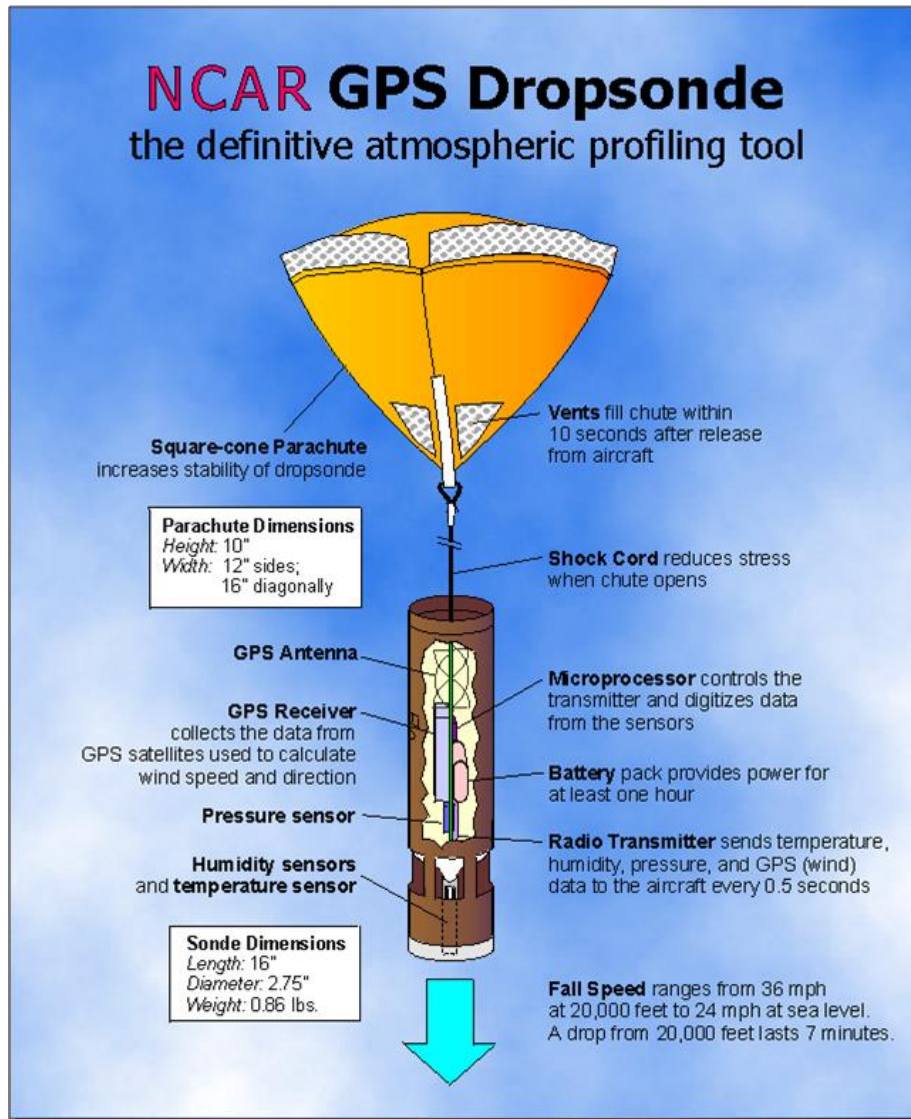 NCAR GPS Dropsonde
the definitive atmospheric profiling tool
Square-cone Parachute
increases stability of dropsonde
Vents fill chute within
10 seconds after release
from aircraft
Parachute Dimensions
Height: 10"
Width: 12" sides;
16" diagonally
Shock Cord reduces stress
when chute opens
GPS Antenna
GPS Receiver
collects the data from
GPS satellites used to calculate
wind speed and direction
Microprocessor controls the
transmitter and digitizes data
from the sensors
Battery pack provides power for
at least one hour
Pressure sensor
Radio Transmitter sends temperature,
humidity, pressure, and GPS (wind)
data to the aircraft every 0.5 seconds
Humidity sensors
and temperature sensor
Sonde Dimensions
Length: 16"
Diameter: 2.75"
Weight: 0.86 lbs.
Fall Speed ranges from 36 mph
at 20,000 feet to 24 mph at sea level.
A drop from 20,000 feet lasts 7 minutes.